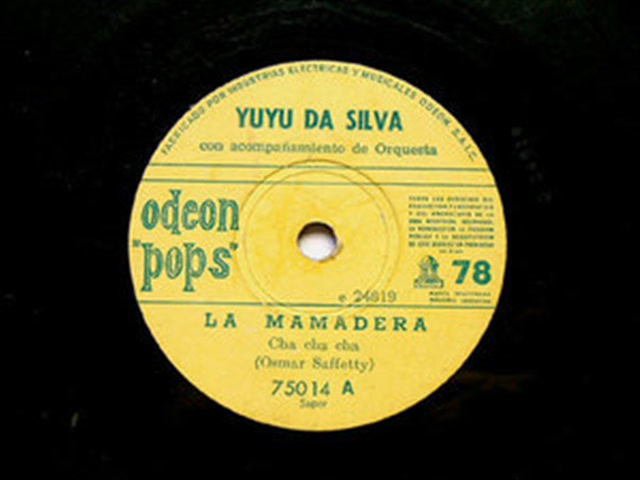 FABRICADO POR INDUSTRIAS ELECTRICAS Y MUSICALES ODEON S.A.I.C.
YUYU DA SILVA
con acompañamiento de Orquesta
odeon
"pops"
78
e 24619
LA MAMADERA
Cha cha cha
(Osmar Saffetty)
75014 A